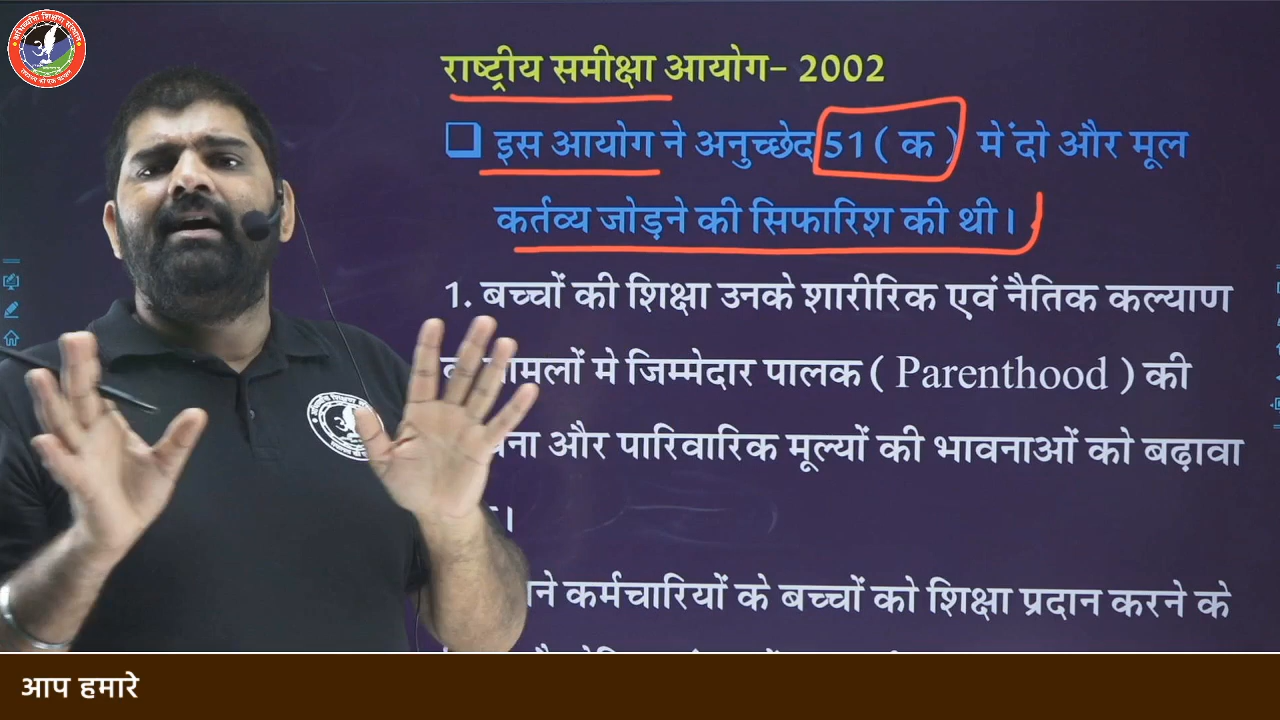 राष्ट्रीय समीक्षा आयोग– 2002
❑ इस आयोग ने अनुच्छेद 51 ( क ) में दो और मूल
कर्तव्य जोड़ने की सिफारिश की थी।
1. बच्चों की शिक्षा उनके शारीरिक एवं नैतिक कल्याण
मामलों मे जिम्मेदार पालक ( Parenthood ) की
और पारिवारिक मूल्यों की भावनाओं को बढ़ावा
कर्मचारियों के बच्चों को शिक्षा प्रदान करने के
आप हमारे